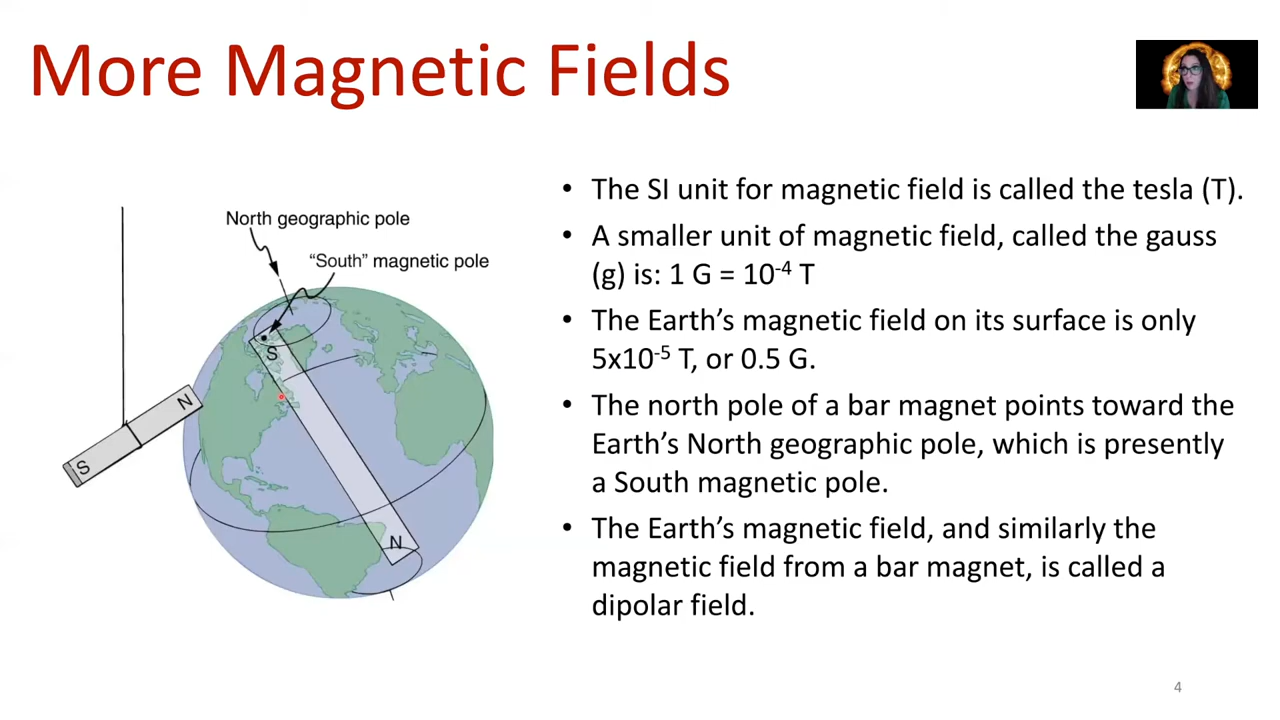 More Magnetic Fields
North geographic pole
“South” magnetic pole
S
N
S
N
• The SI unit for magnetic field is called the tesla (T).
• A smaller unit of magnetic field, called the gauss
(g) is: 1 G = 10⁻⁴ T
• The Earth’s magnetic field on its surface is only
5x10⁻⁵ T, or 0.5 G.
• The north pole of a bar magnet points toward the
Earth’s North geographic pole, which is presently
a South magnetic pole.
• The Earth’s magnetic field, and similarly the
magnetic field from a bar magnet, is called a
dipolar field.
4